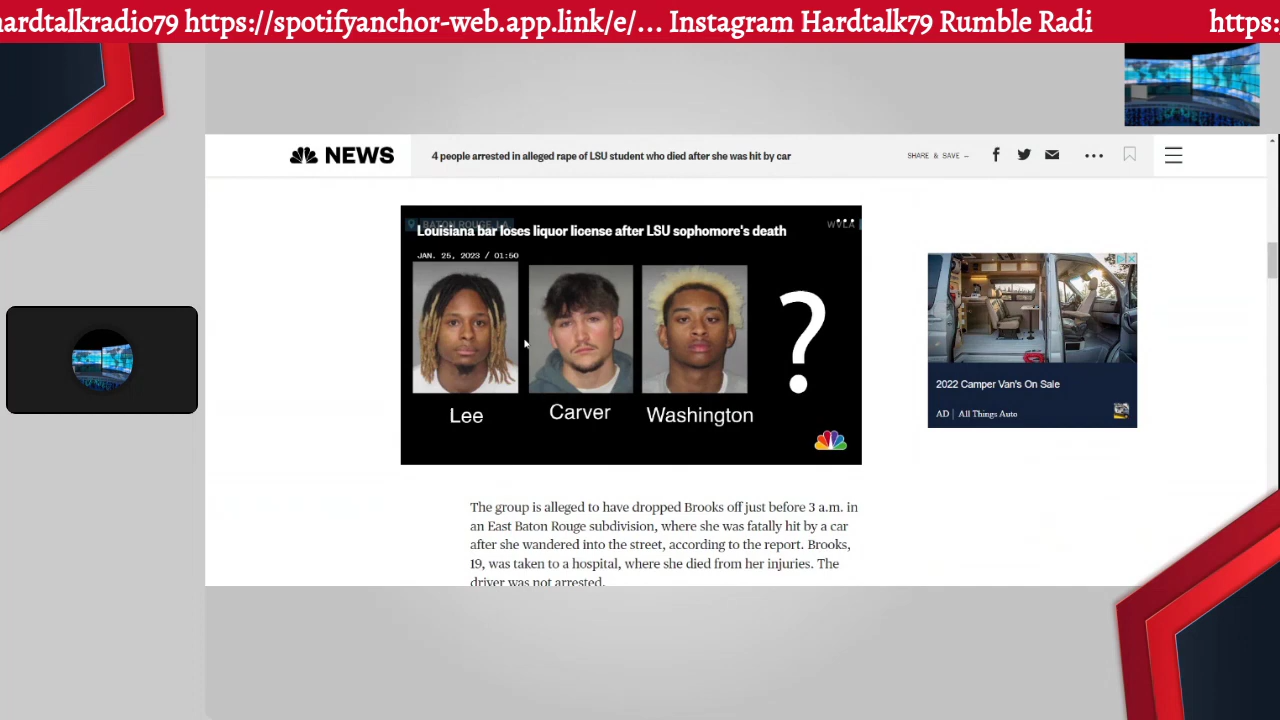 hardtalkradio79 https://spotifyanchor-web.app.link/e/... Instagram Hardtalk79 Rumble Radi
https:
NEWS
4 people arrested in alleged rape of LSU student who died after she was hit by car
SHARE & SAVE –
BATON ROUGE, LA
WVLA
Louisiana bar loses liquor license after LSU sophomore's death
JAN. 25, 2023 / 01:50
?
Lee
Carver
Washington
2022 Camper Van's On Sale
AD | All Things Auto
The group is alleged to have dropped Brooks off just before 3 a.m. in
an East Baton Rouge subdivision, where she was fatally hit by a car
after she wandered into the street, according to the report. Brooks,
19, was taken to a hospital, where she died from her injuries. The
driver was not arrested.